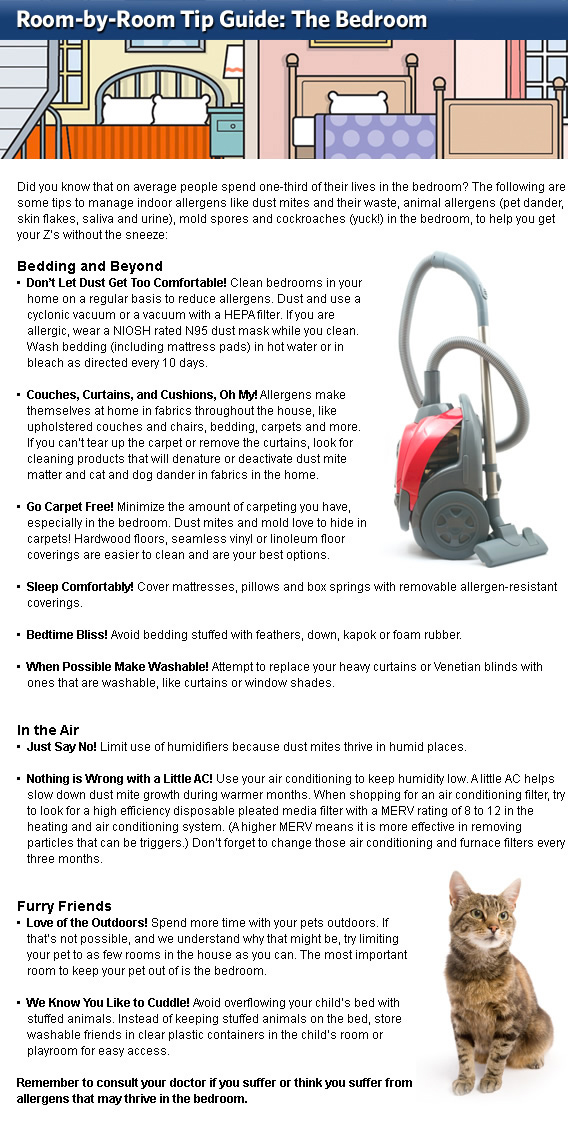 Room-by-Room Tip Guide: The Bedroom
Did you know that on average people spend one-third of their lives in the bedroom? The following are
some tips to manage indoor allergens like dust mites and their waste, animal allergens (pet dander,
skin flakes, saliva and urine), mold spores and cockroaches (yuck!) in the bedroom, to help you get
your Z's without the sneeze:
Bedding and Beyond
• Don't Let Dust Get Too Comfortable! Clean bedrooms in your
home on a regular basis to reduce allergens. Dust and use a
cyclonic vacuum or a vacuum with a HEPA filter. If you are
allergic, wear a NIOSH rated N95 dust mask while you clean.
Wash bedding (including mattress pads) in hot water or in
bleach as directed every 10 days.
• Couches, Curtains, and Cushions, Oh My! Allergens make
themselves at home in fabrics throughout the house, like
upholstered couches and chairs, bedding, carpets and more.
If you can't tear up the carpet or remove the curtains, look for
cleaning products that will denature or deactivate dust mite
matter and cat and dog dander in fabrics in the home.
• Go Carpet Free! Minimize the amount of carpeting you have,
especially in the bedroom. Dust mites and mold love to hide in
carpets! Hardwood floors, seamless vinyl or linoleum floor
coverings are easier to clean and are your best options.
• Sleep Comfortably! Cover mattresses, pillows and box springs with removable allergen-resistant
coverings.
• Bedtime Bliss! Avoid bedding stuffed with feathers, down, kapok or foam rubber.
• When Possible Make Washable! Attempt to replace your heavy curtains or Venetian blinds with
ones that are washable, like curtains or window shades.
In the Air
• Just Say No! Limit use of humidifiers because dust mites thrive in humid places.
• Nothing is Wrong with a Little AC! Use your air conditioning to keep humidity low. A little AC helps
slow down dust mite growth during warmer months. When shopping for an air conditioning filter, try
to look for a high efficiency disposable pleated media filter with a MERV rating of 8 to 12 in the
heating and air conditioning system. (A higher MERV means it is more effective in removing
particles that can be triggers.) Don't forget to change those air conditioning and furnace filters every
three months.
Furry Friends
• Love of the Outdoors! Spend more time with your pets outdoors. If
that's not possible, and we understand why that might be, try limiting
your pet to as few rooms in the house as you can. The most important
room to keep your pet out of is the bedroom.
• We Know You Like to Cuddle! Avoid overflowing your child's bed with
stuffed animals. Instead of keeping stuffed animals on the bed, store
washable friends in clear plastic containers in the child's room or
playroom for easy access.
Remember to consult your doctor if you suffer or think you suffer from
allergens that may thrive in the bedroom.